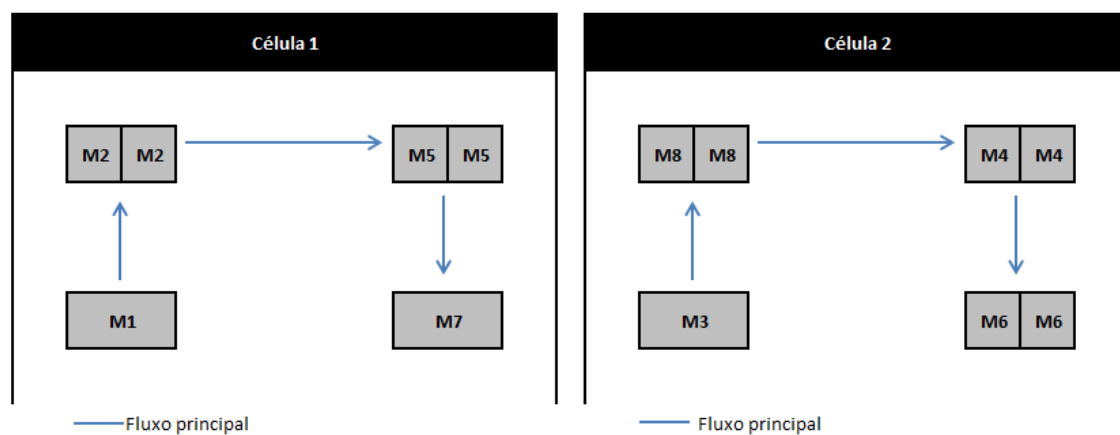 Célula 1
M2 M2
M5 M5
M1
M7
Fluxo principal
Célula 2
M8 M8
M4 M4
M3
M6 M6
Fluxo principal